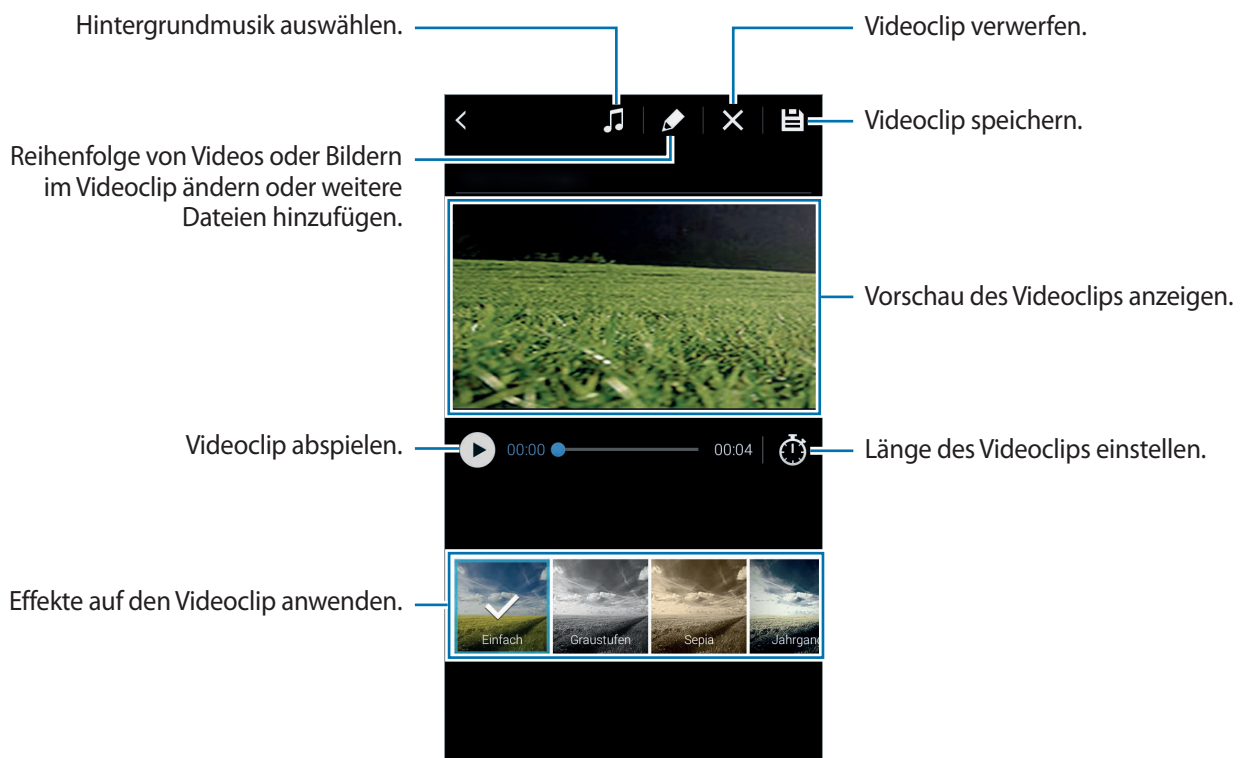 Hintergrundmusik auswählen.
Videoclip verwerfen.
Videoclip speichern.
Reihenfolge von Videos oder Bildern
im Videoclip ändern oder weitere
Dateien hinzufügen.
Vorschau des Videoclips anzeigen.
Videoclip abspielen.
00:00
00:04
Länge des Videoclips einstellen.
Effekte auf den Videoclip anwenden.
Einfach
Graustufen
Sepia
Jahrgang